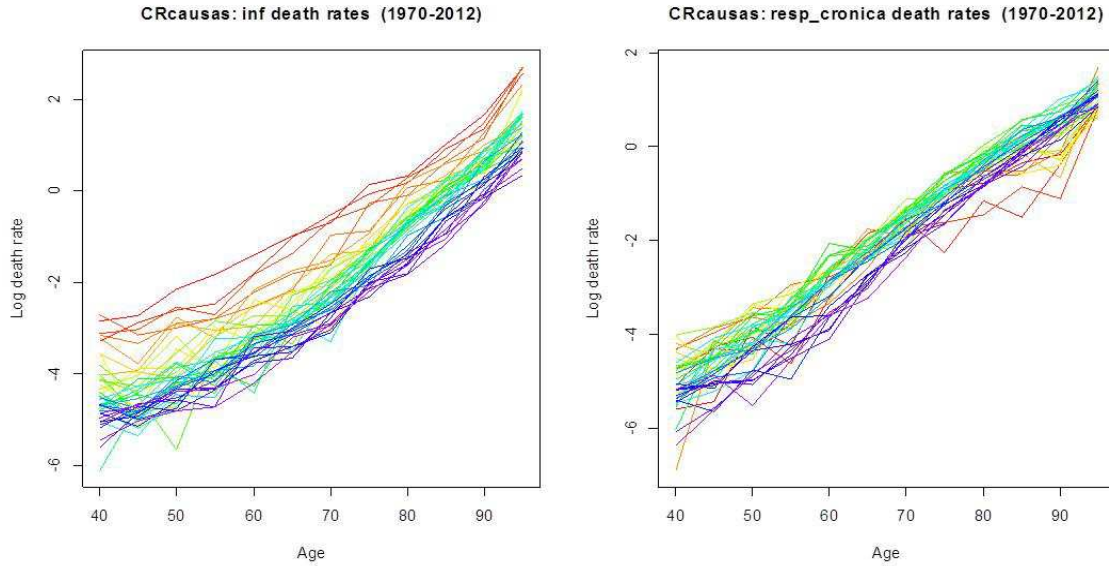 CRcausas: inf death rates (1970-2012)
Log death rate
2
0
-2
-4
-6
40 50 60 70 80 90
Age
CRcausas: resp_cronica death rates (1970-2012)
Log death rate
2
0
-2
-4
-6
40 50 60 70 80 90
Age